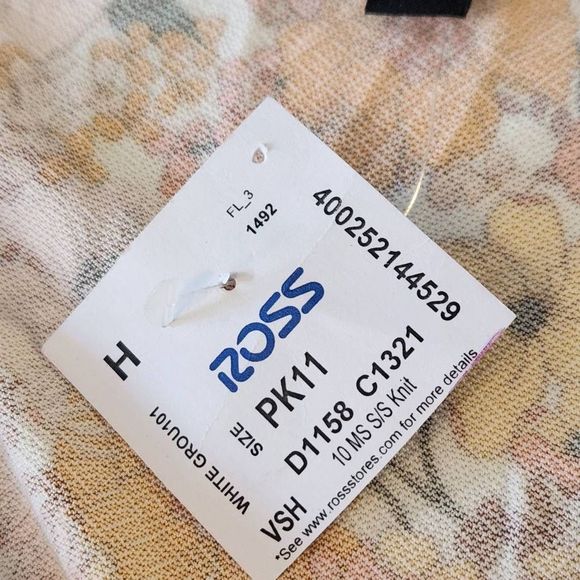 FL_3
1492
400252144529
H
ROSS
WHITE GROU101
SIZE PK11
D1158 C1321
10 MS S/S Knit
VSH
*See www.rossstores.com for more details